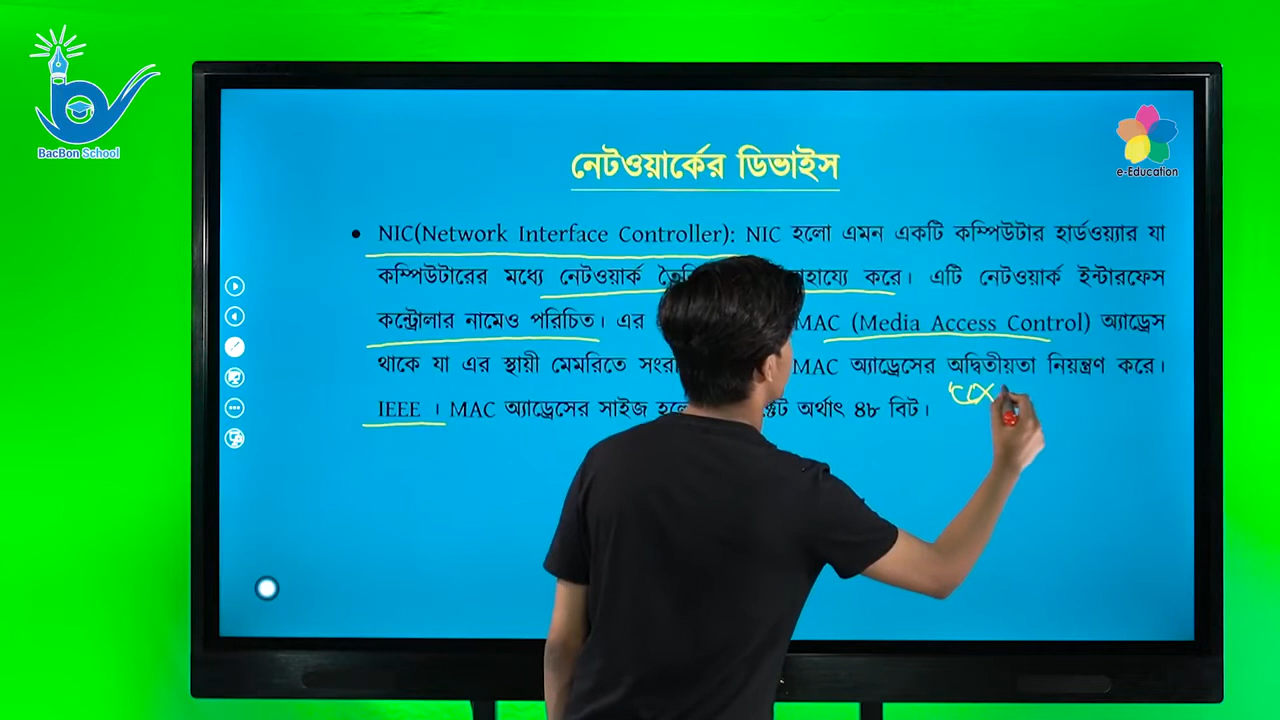 BacBon School
e-Education
নেটওয়ার্কের ডিভাইস
• NIC(Network Interface Controller): NIC হলো এমন একটি কম্পিউটার হার্ডওয়্যার যা
কম্পিউটারের মধ্যে নেটওয়ার্ক করে। এটি নেটওয়ার্ক ইন্টারফেস
কন্ট্রোলার নামেও পরিচিত। এর MAC (Media Access Control) অ্যাড্রেস
থাকে যা এর স্থায়ী মেমরিতে MAC অ্যাড্রেসের অদ্বিতীয়তা নিয়ন্ত্রণ করে।
IEEE । MAC অ্যাড্রেসের সাইজ অর্থাৎ ৪৮ বিট।